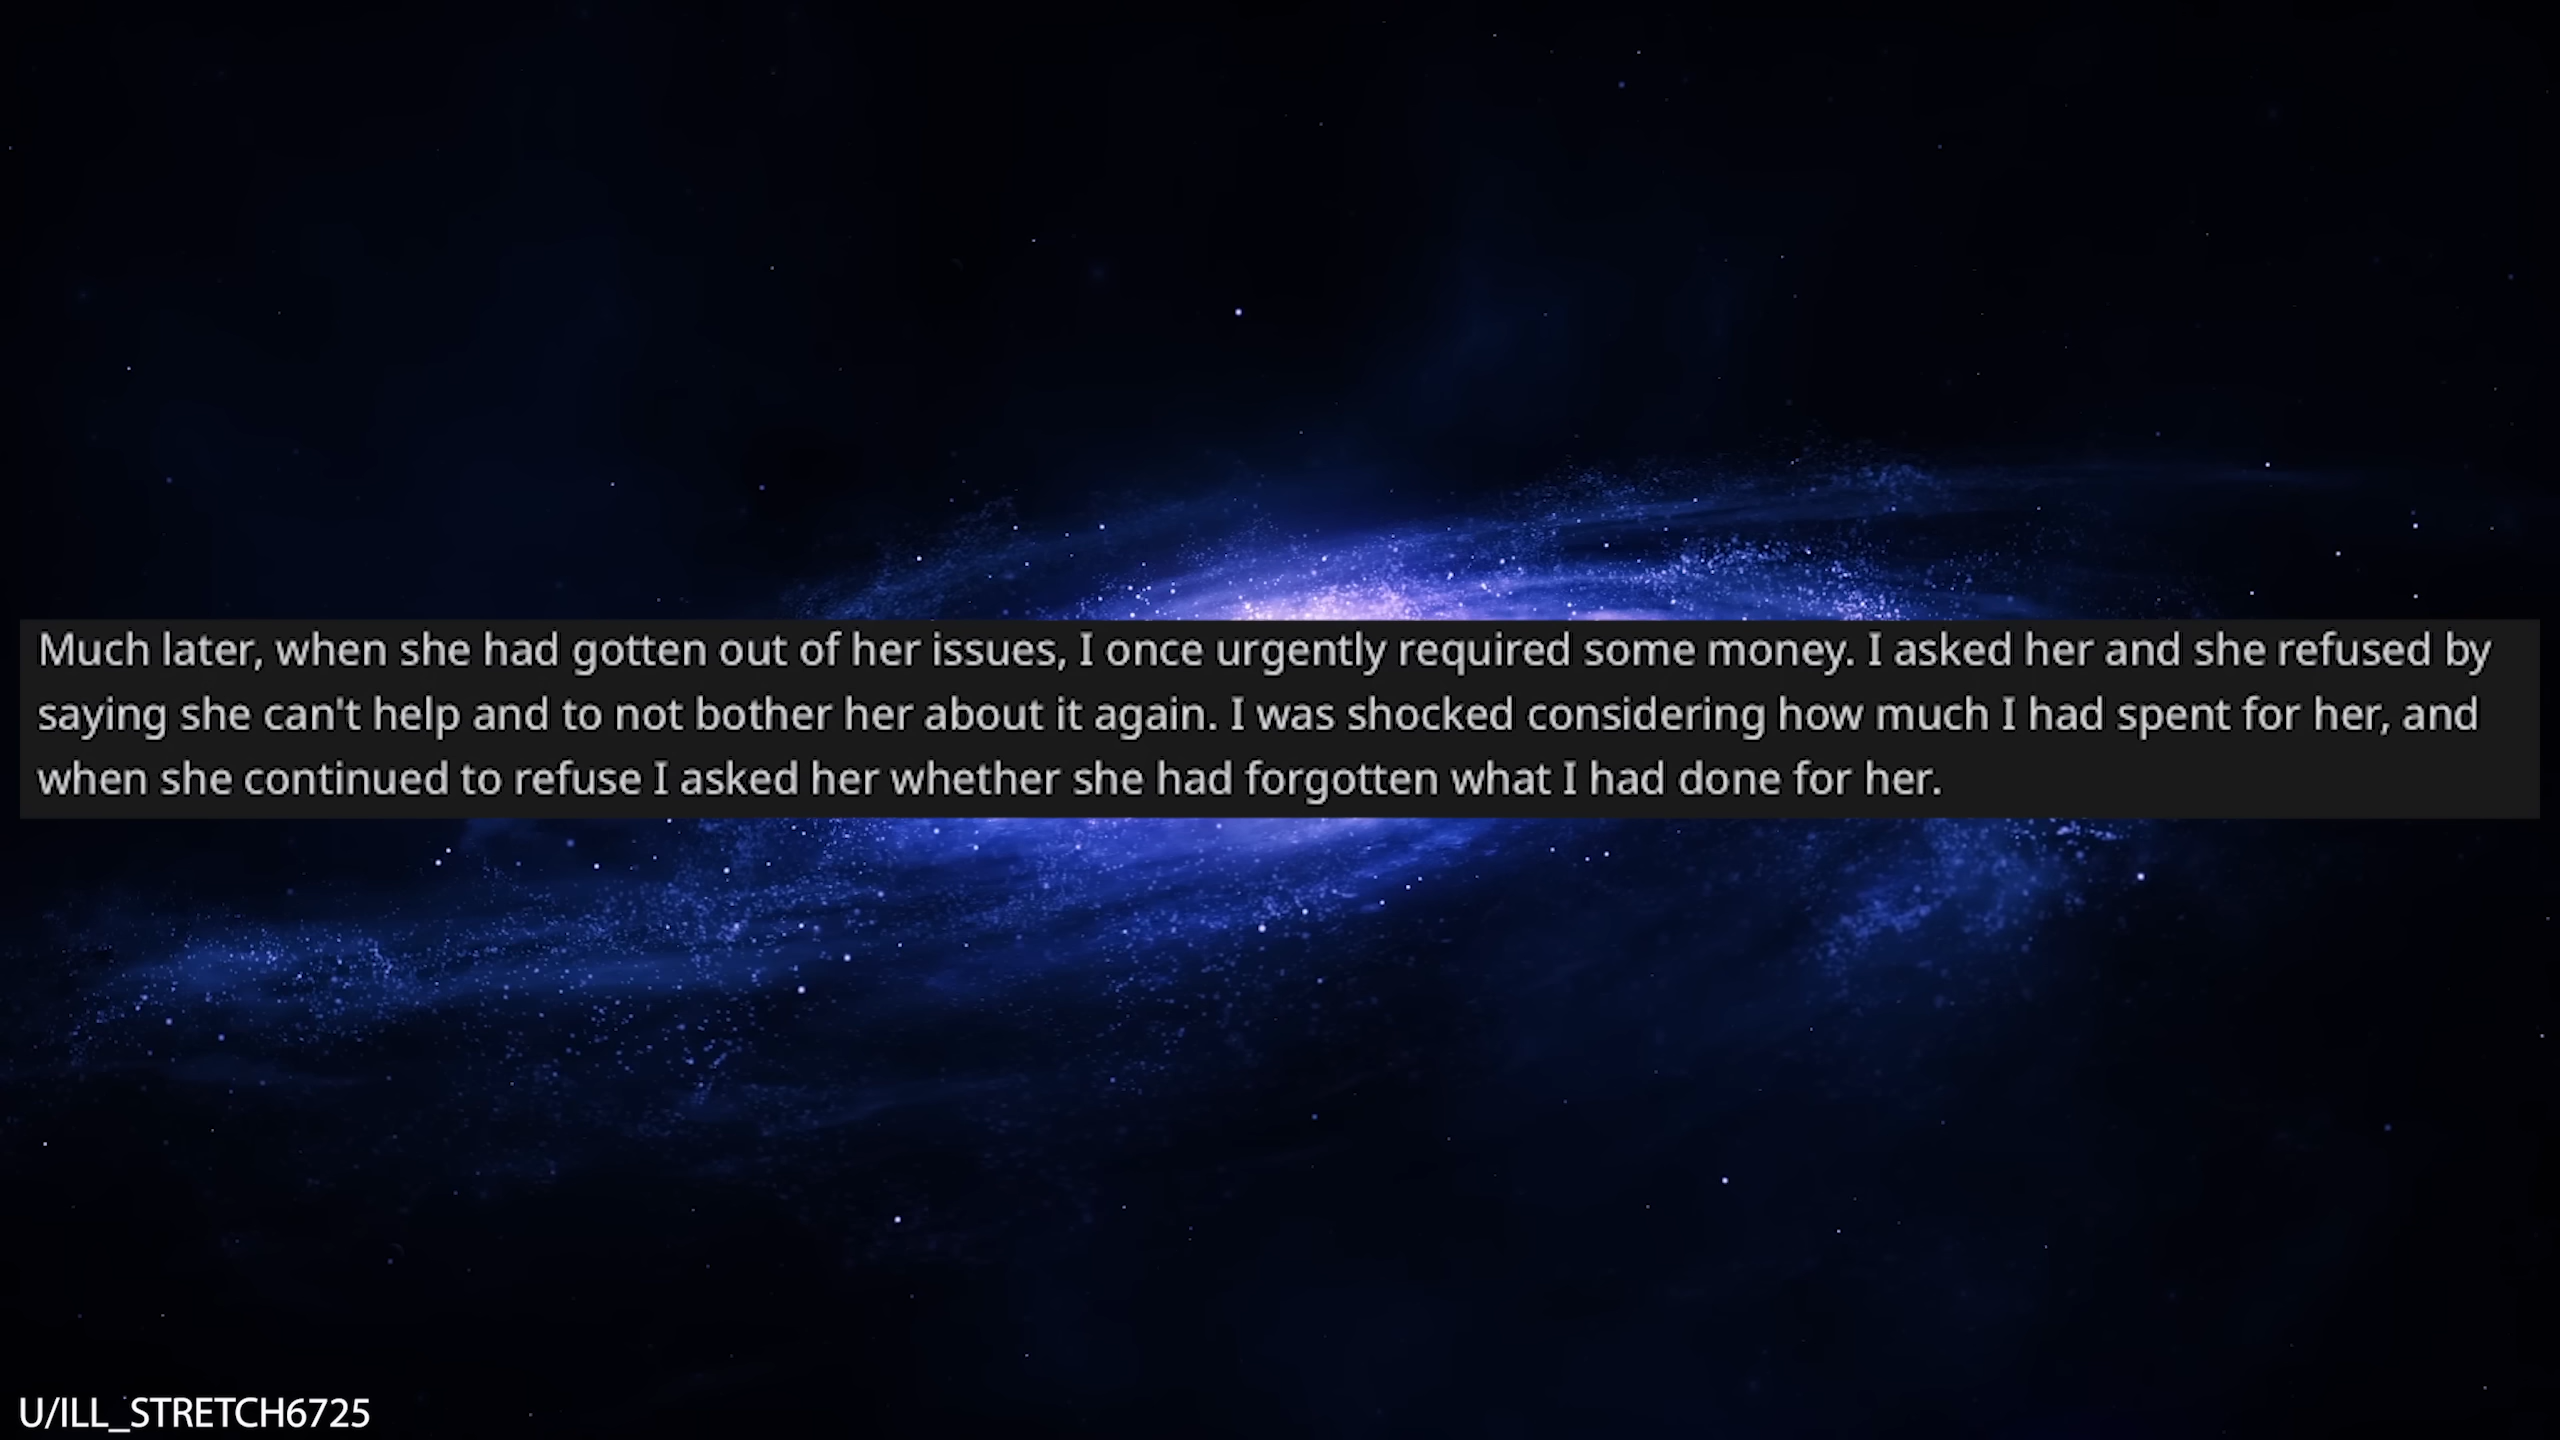 Much later, when she had gotten out of her issues, I once urgently required some money. I asked her and she refused by
saying she can't help and to not bother her about it again. I was shocked considering how much I had spent for her, and
when she continued to refuse I asked her whether she had forgotten what I had done for her.
U/ILL_STRETCH6725